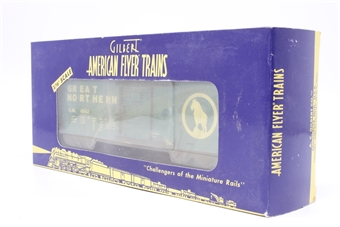 Gilbert
AMERICAN FLYER TRAINS
GREAT
NORTHERN
"Challengers of the Miniature Rails"
AMERICAN FLYER TRAINS